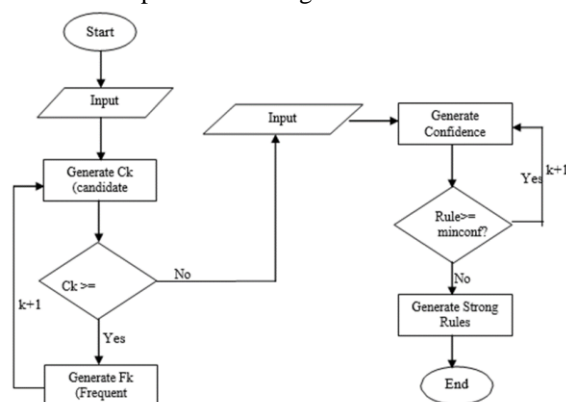 Start
Input
Generate Ck
(candidate
Ck >=
No
Yes
k+1
Generate Fk
(Frequent
Input
Generate
Confidence
Yes
k+1
Rule>=
minconf?
No
Generate Strong
Rules
End